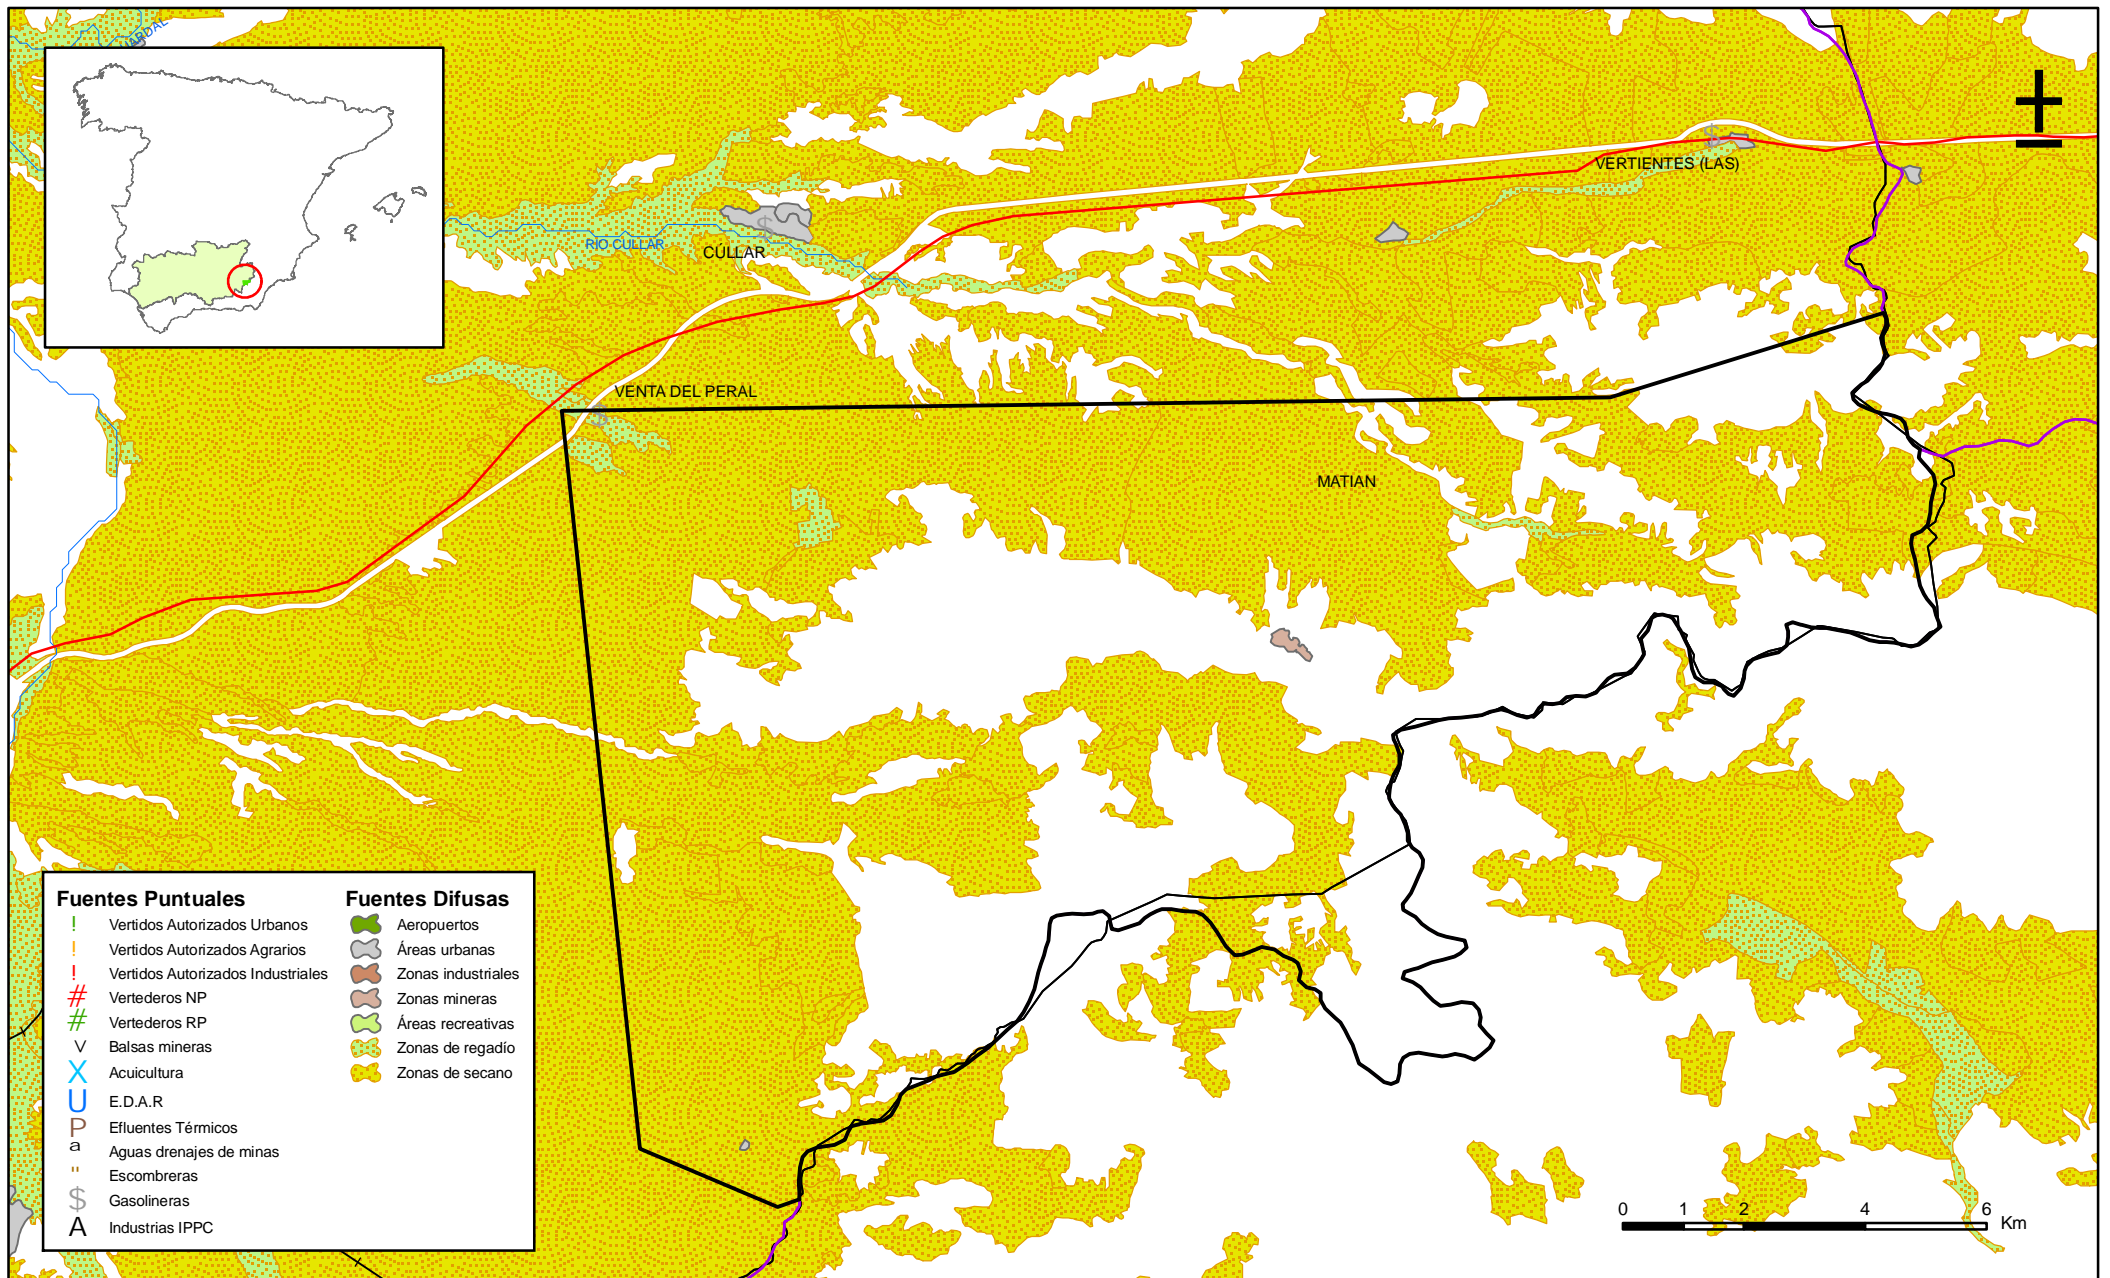 VERTIENTES (LAS)
RIO CULLAR
CÚLLAR
VENTA DEL PERAL
MATIAN
Fuentes Puntuales
! Vertidos Autorizados Urbanos
! Vertidos Autorizados Agrarios
! Vertidos Autorizados Industriales
# Vertederos NP
# Vertederos RP
V Balsas mineras
X Acuicultura
U E.D.A.R
P Efluentes Térmicos
a Aguas drenajes de minas
" Escombreras
$ Gasolineras
A Industrias IPPC
Fuentes Difusas
Aeropuertos
Áreas urbanas
Zonas industriales
Zonas mineras
Áreas recreativas
Zonas de regadío
Zonas de secano
0 1 2 4 6
Km